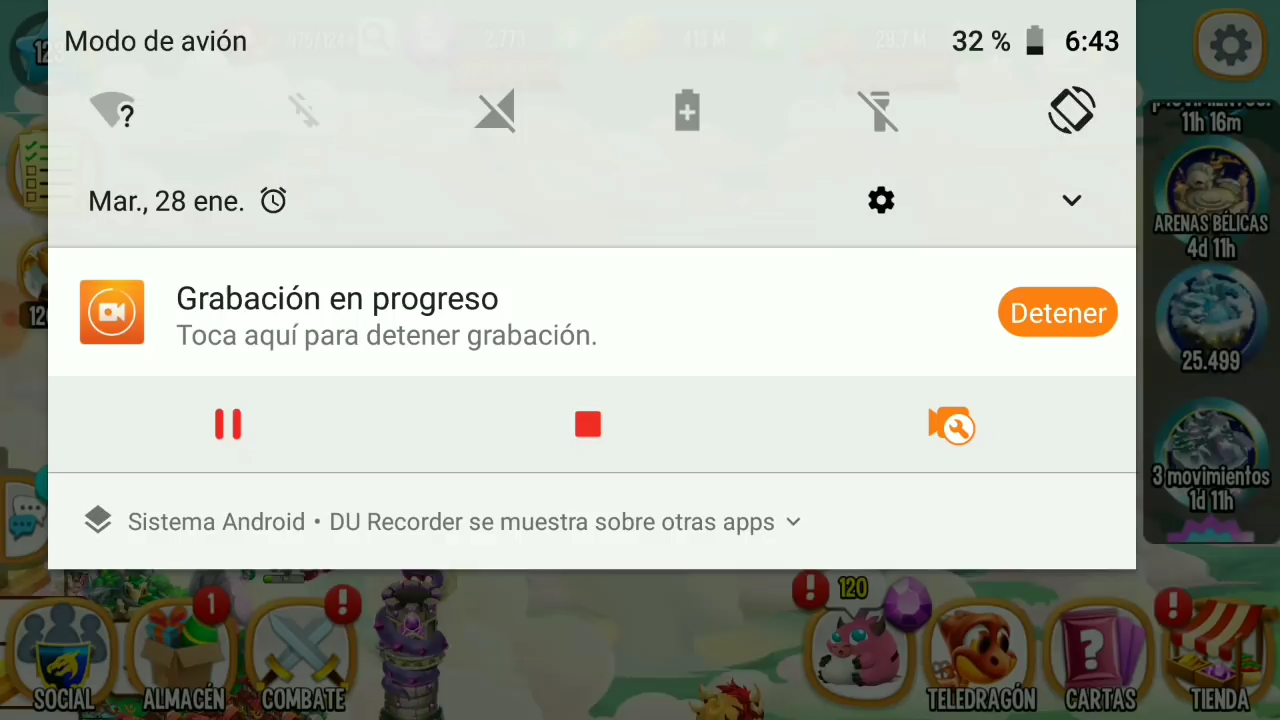 Modo de avión
32 %
6:43
11h 16m
Mar., 28 ene.
ARENAS BÉLICAS
4d 11h
Grabación en progreso
Toca aquí para detener grabación.
Detener
25.499
3 movimientos
1d 11h
Sistema Android • DU Recorder se muestra sobre otras apps
120
1
SOCIAL
ALMACÉN
COMBATE
TELEDRAGÓN
CARTAS
TIENDA